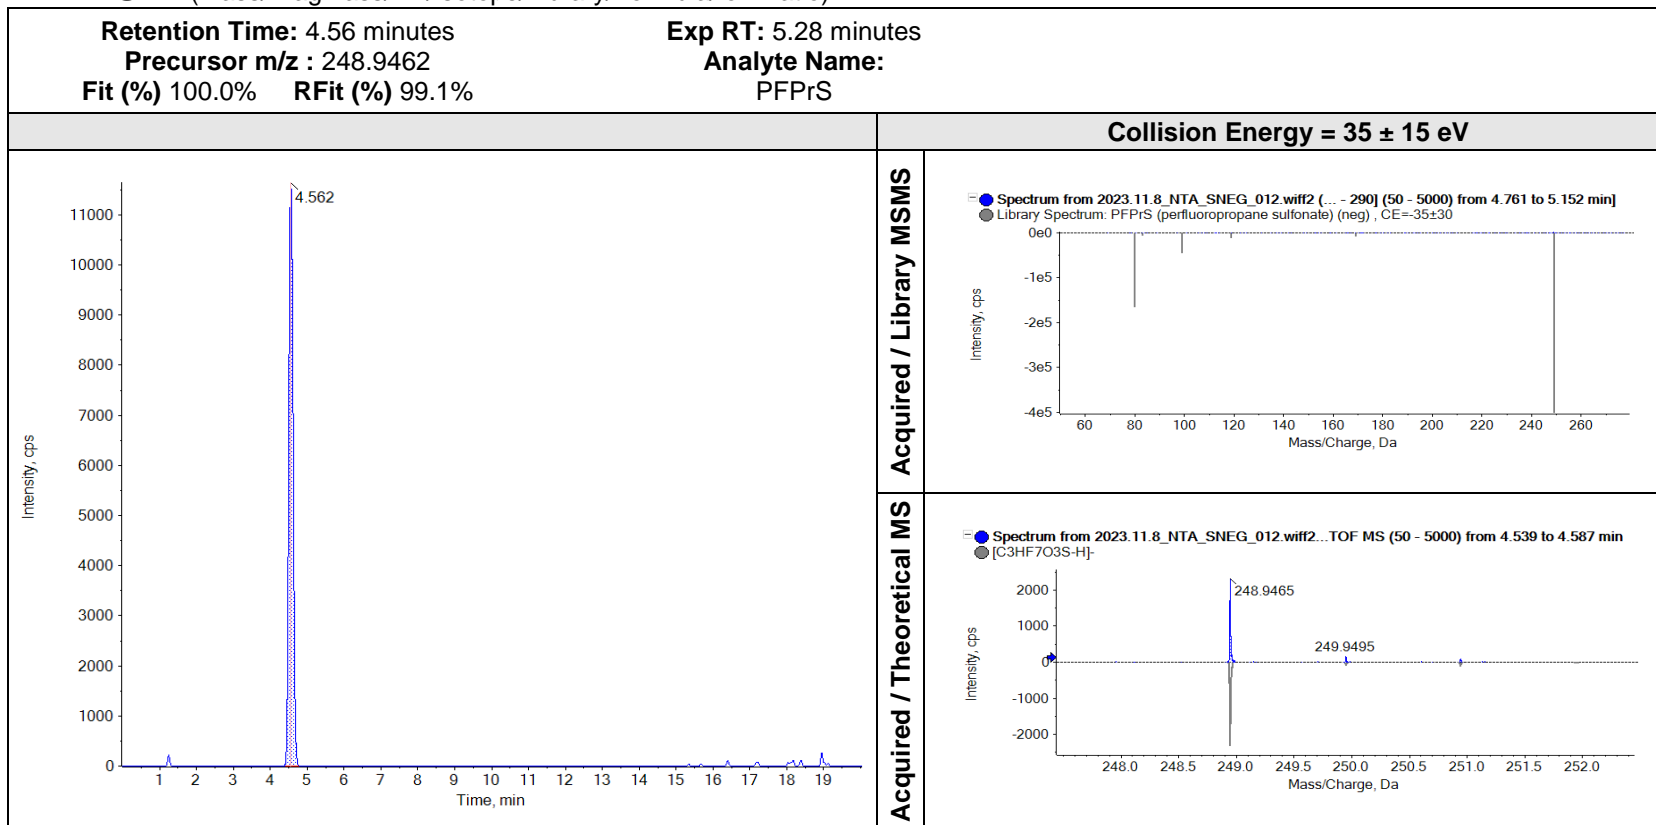 Retention Time: 4.56 minutes
Exp RT: 5.28 minutes
Precursor m/z : 248.9462
Analyte Name:
Fit (%) 100.0% RFit (%) 99.1%
PFPrS
Collision Energy = 35 ± 15 eV
4.562
11000
10000
9000
8000
7000
6000
5000
4000
3000
2000
1000
0
Intensity, cps
1 2 3 4 5 6 7 8 9 10 11 12 13 14 15 16 17 18 19
Time, min
Acquired / Library MSMS
Spectrum from 2023.11.8_NTA_SNEG_012.wiff2 (... - 290] (50 - 5000) from 4.761 to 5.152 min]
Library Spectrum: PFPrS (perfluoropropane sulfonate) (neg) , CE=-35±30
0e0
-1e5
-2e5
-3e5
-4e5
Intensity, cps
60 80 100 120 140 160 180 200 220 240 260
Mass/Charge, Da
Acquired / Theoretical MS
Spectrum from 2023.11.8_NTA_SNEG_012.wiff2...TOF MS (50 - 5000) from 4.539 to 4.587 min
[C3HF7O3S-H]-
248.9465
249.9495
2000
1000
0
-1000
-2000
Intensity, cps
248.0 248.5 249.0 249.5 250.0 250.5 251.0 251.5 252.0
Mass/Charge, Da